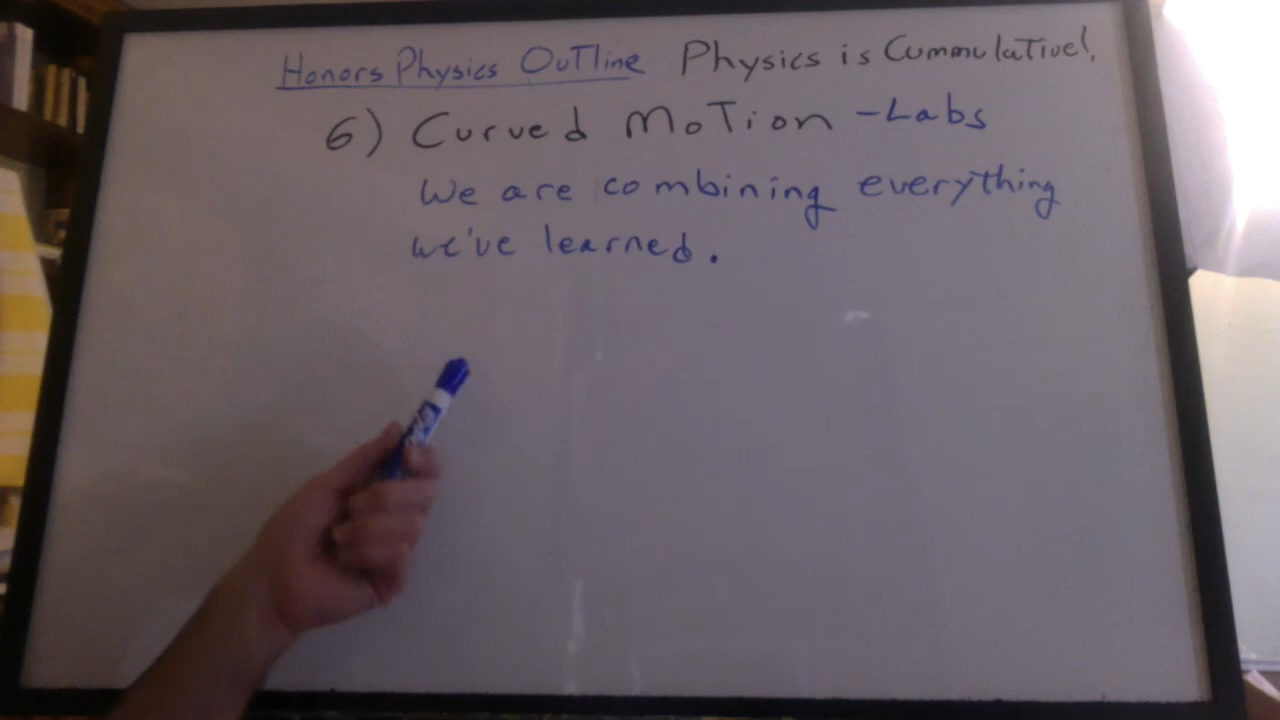 Honors Physics Outline Physics is Cummulative!
6) Curved Motion - Labs
We are combining everything
we've learned.